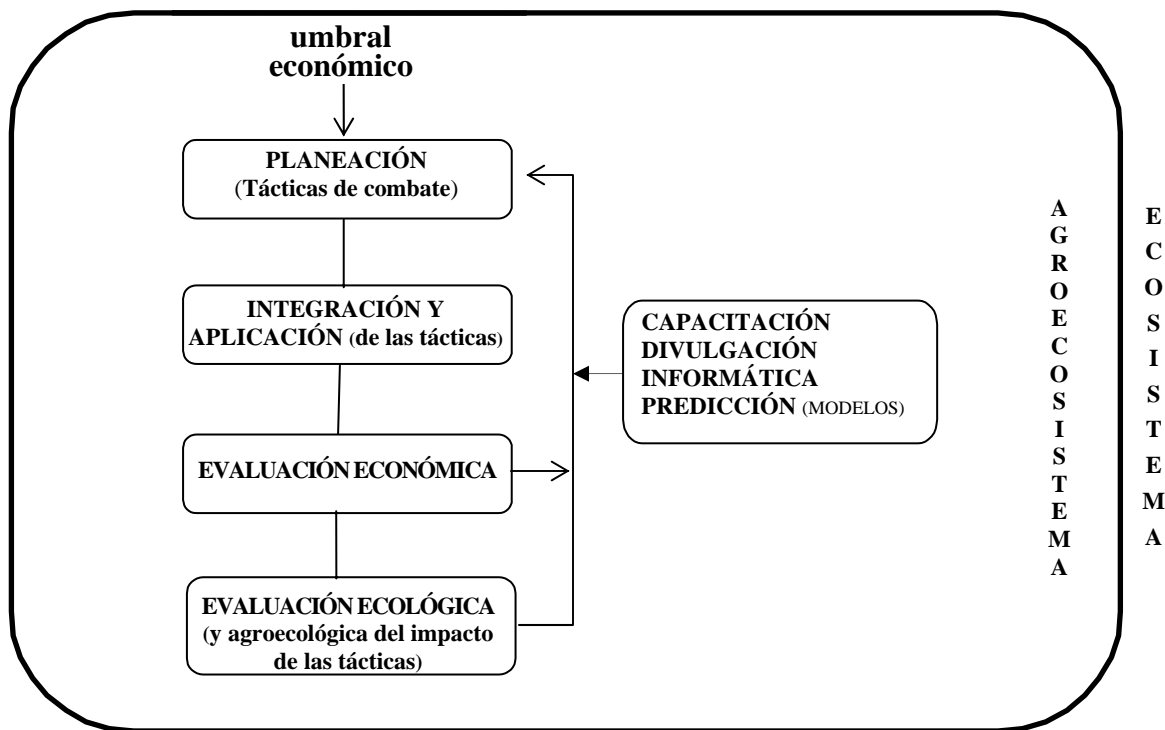 umbral
económico
PLANEACIÓN
(Tácticas de combate)
INTEGRACIÓN Y
APLICACIÓN (de las tácticas)
EVALUACIÓN ECONÓMICA
EVALUACIÓN ECOLÓGICA
(y agroecológica del impacto
de las tácticas)
CAPACITACIÓN
DIVULGACIÓN
INFORMÁTICA
PREDICCIÓN (MODELOS)
AGROECOSISTEMA
ECOSISTEMA